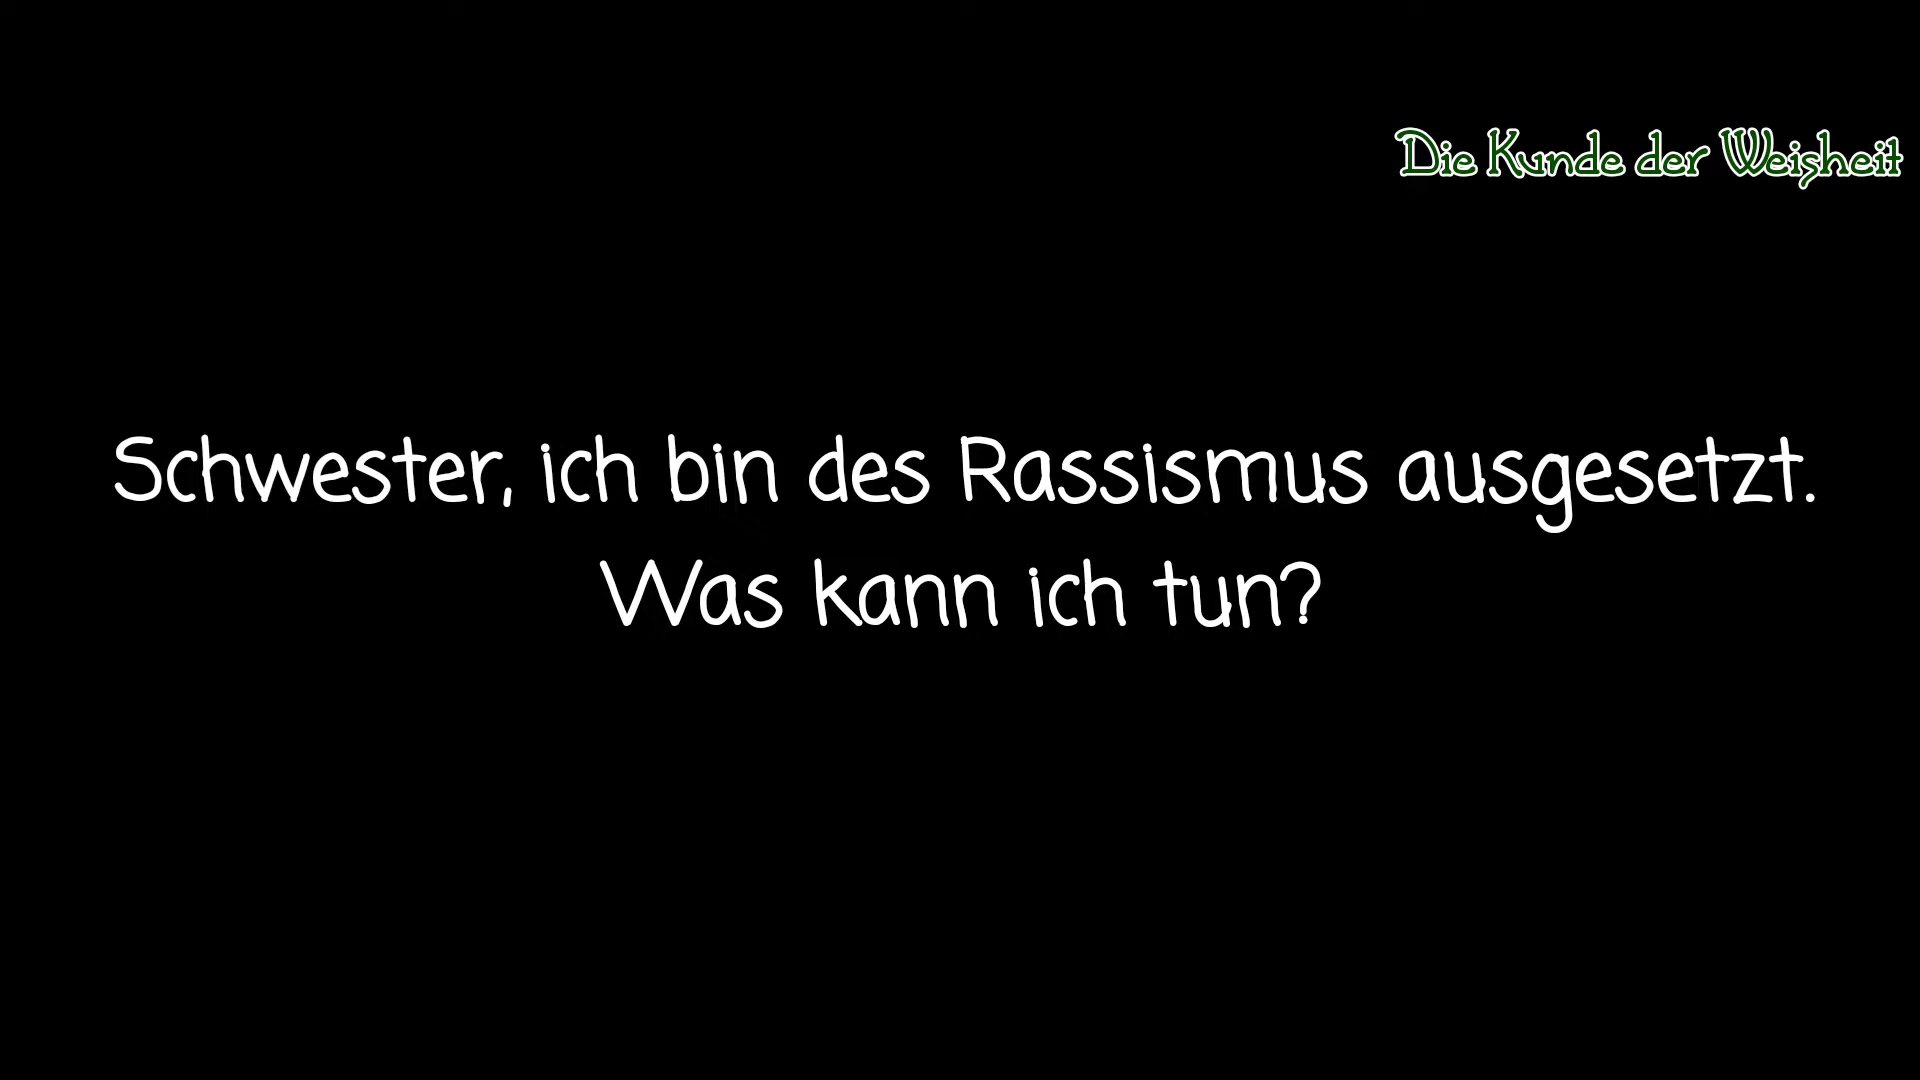 Die Kunde der Weisheit
Schwester, ich bin des Rassismus ausgesetzt.
Was kann ich tun?